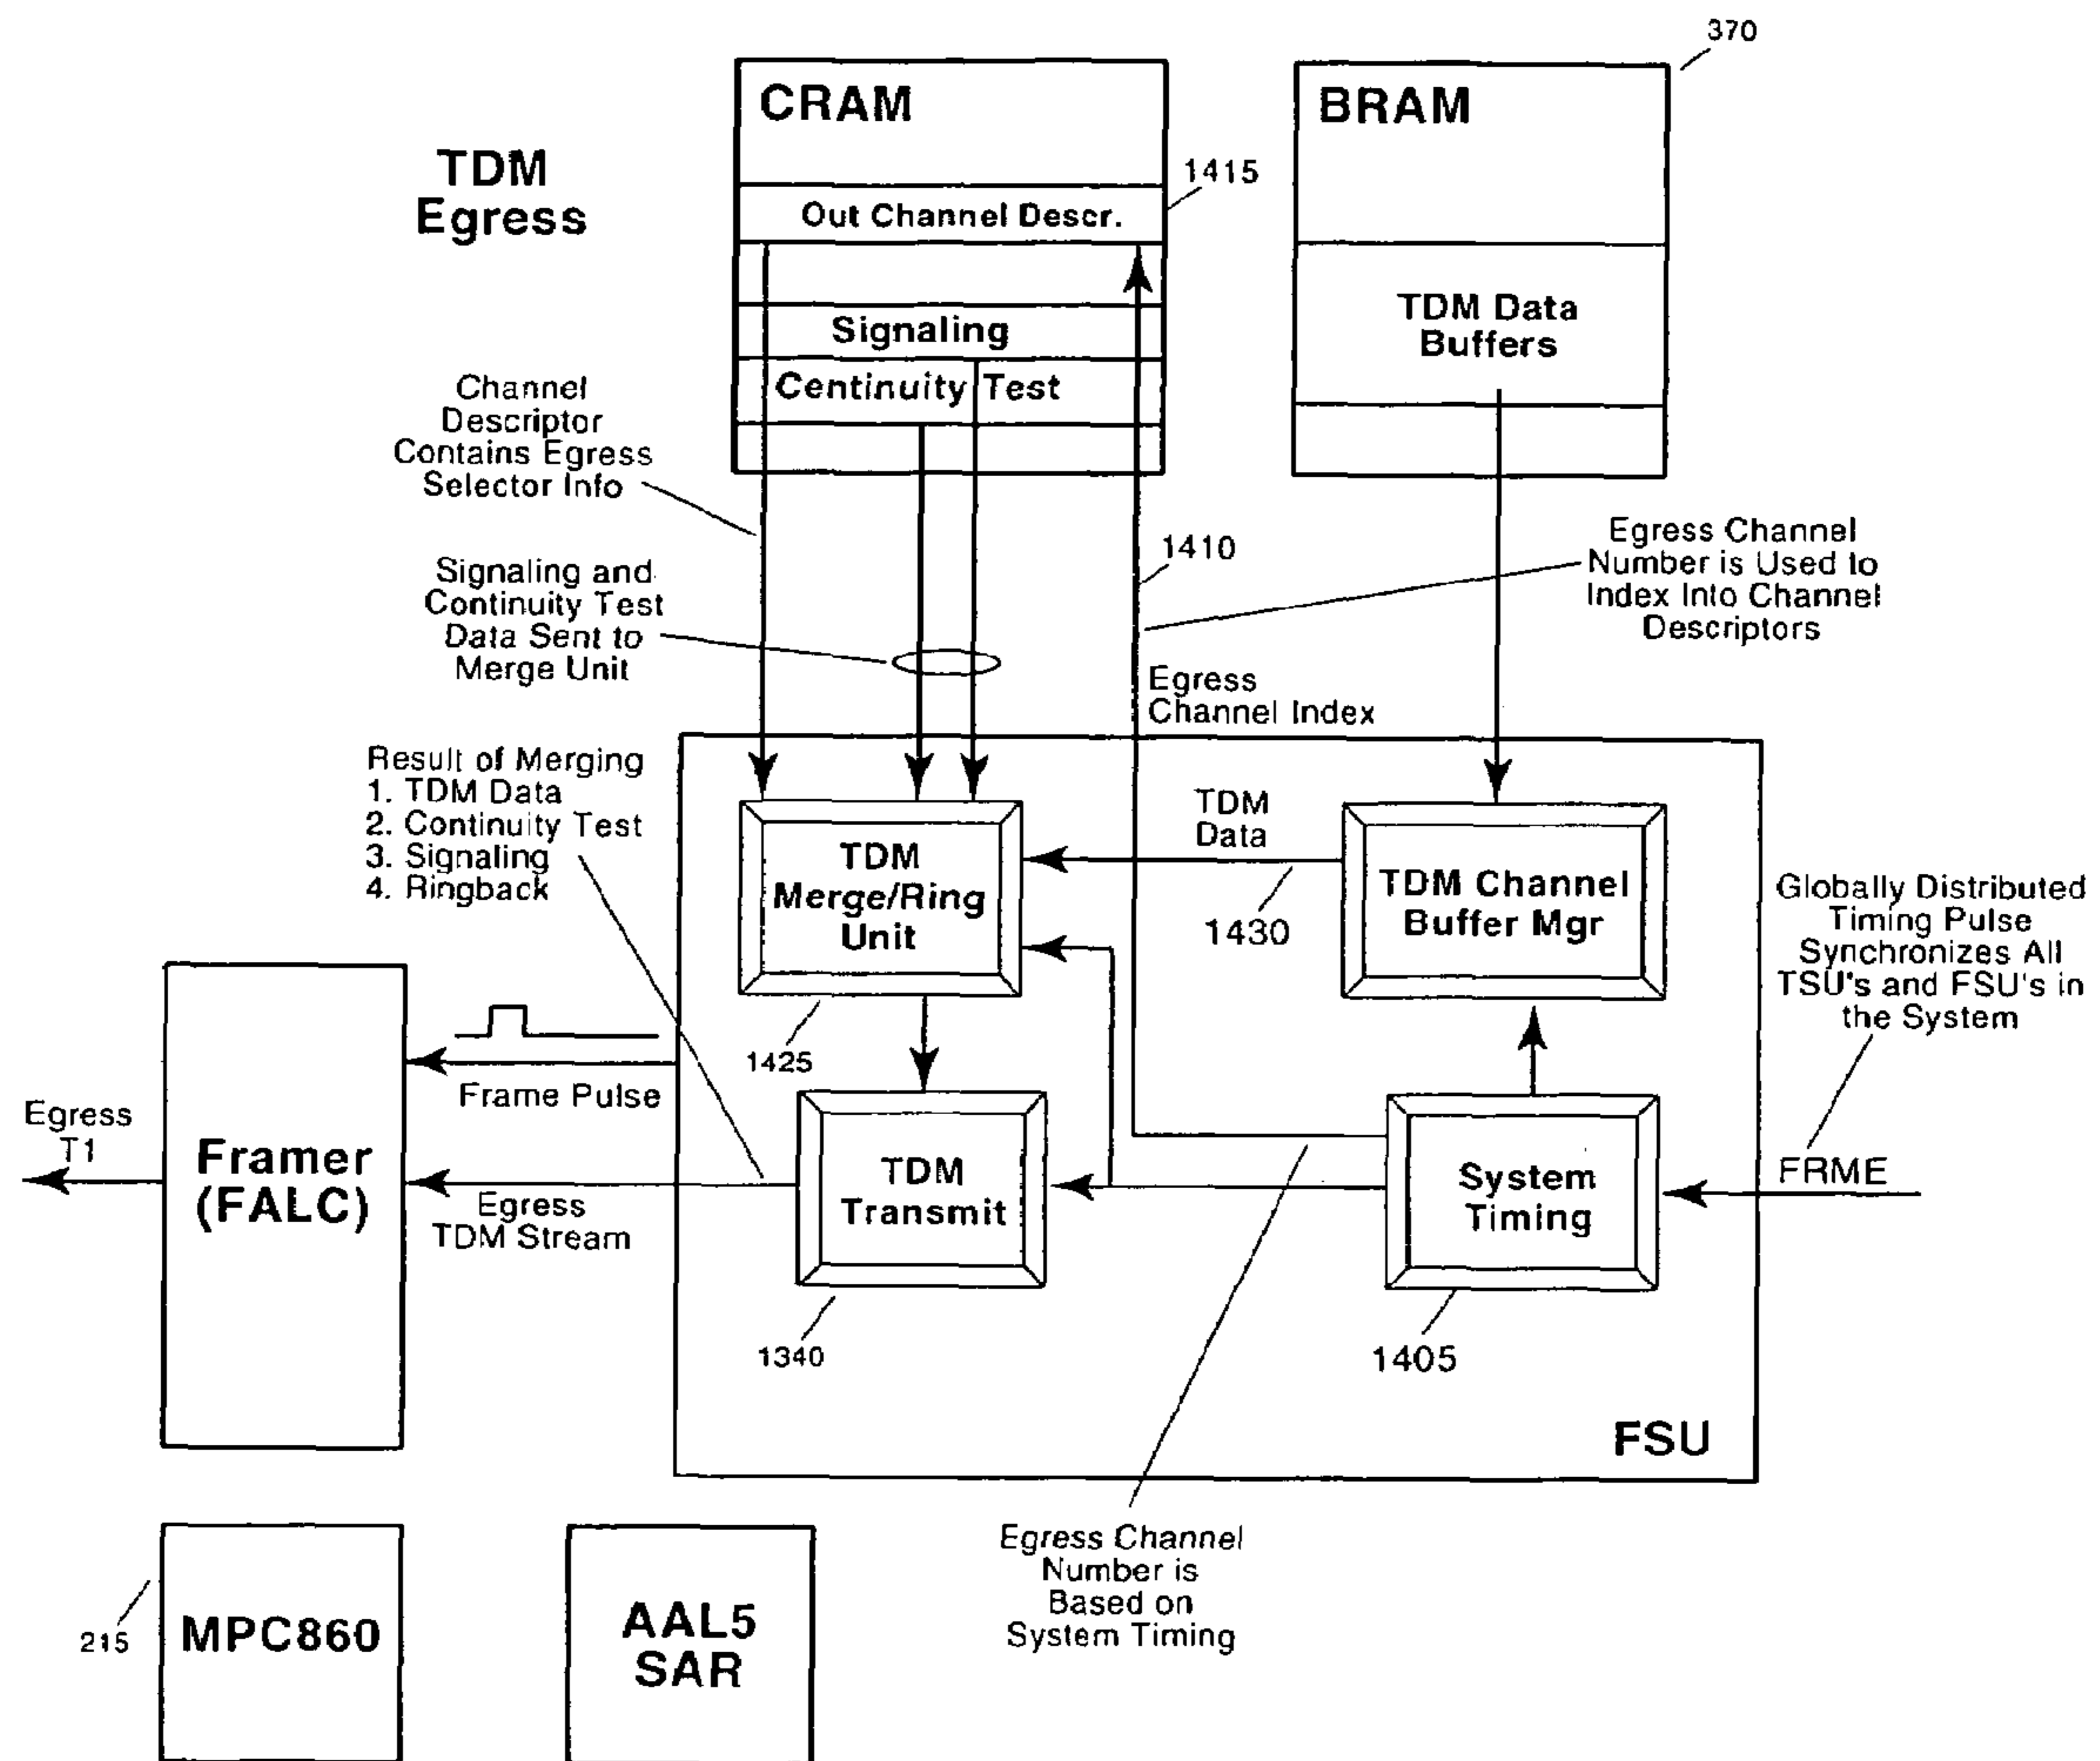 370
CRAM
BRAM
TDM
Egress
1415
Out Channel Descr.
Signaling
Centinuity Test
TDM Data
Buffers
Channel
Descriptor
Contains Egress
Selector Info
Signaling and
Continuity Test
Data Sent to
Merge Unit
1410
Egress Channel
Number is Used to
Index Into Channel
Descriptors
Egress
Channel Index
Result of Merging
1. TDM Data
2. Continuity Test
3. Signaling
4. Ringback
TDM
Merge/Ring
Unit
TDM
Data
1430
TDM Channel
Buffer Mgr
Globally Distributed
Timing Pulse
Synchronizes All
TSU's and FSU's in
the System
1425
Frame Pulse
Egress
T1
Framer
(FALC)
Egress
TDM Stream
TDM
Transmit
System
Timing
FRME
1340
1405
FSU
Egress Channel
Number is
Based on
System Timing
215
MPC860
AAL5
SAR